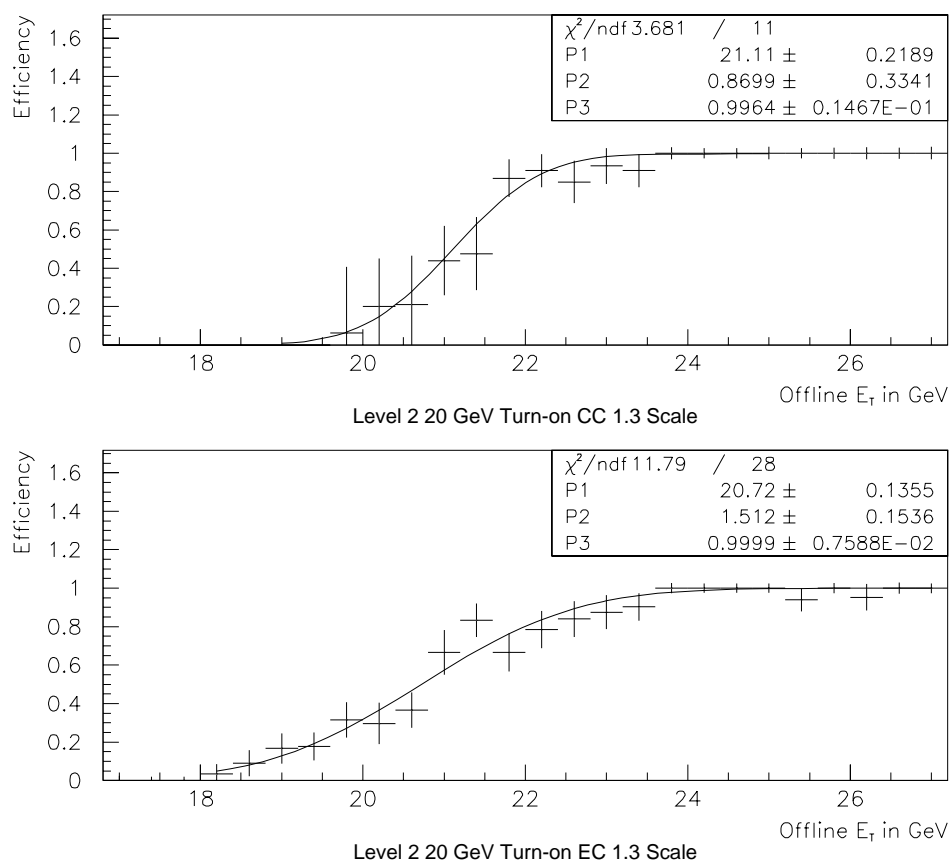 Efficiency
1.6
1.4
1.2
1
0.8
0.6
0.4
0.2
0
χ²/ndf 3.681 / 11
P1 21.11 ± 0.2189
P2 0.8699 ± 0.3341
P3 0.9964 ± 0.1467E−01
18 20 22 24 26
Offline E_T in GeV
Level 2 20 GeV Turn-on CC 1.3 Scale
Efficiency
1.6
1.4
1.2
1
0.8
0.6
0.4
0.2
0
χ²/ndf 11.79 / 28
P1 20.72 ± 0.1355
P2 1.512 ± 0.1536
P3 0.9999 ± 0.7588E−02
18 20 22 24 26
Offline E_T in GeV
Level 2 20 GeV Turn-on EC 1.3 Scale